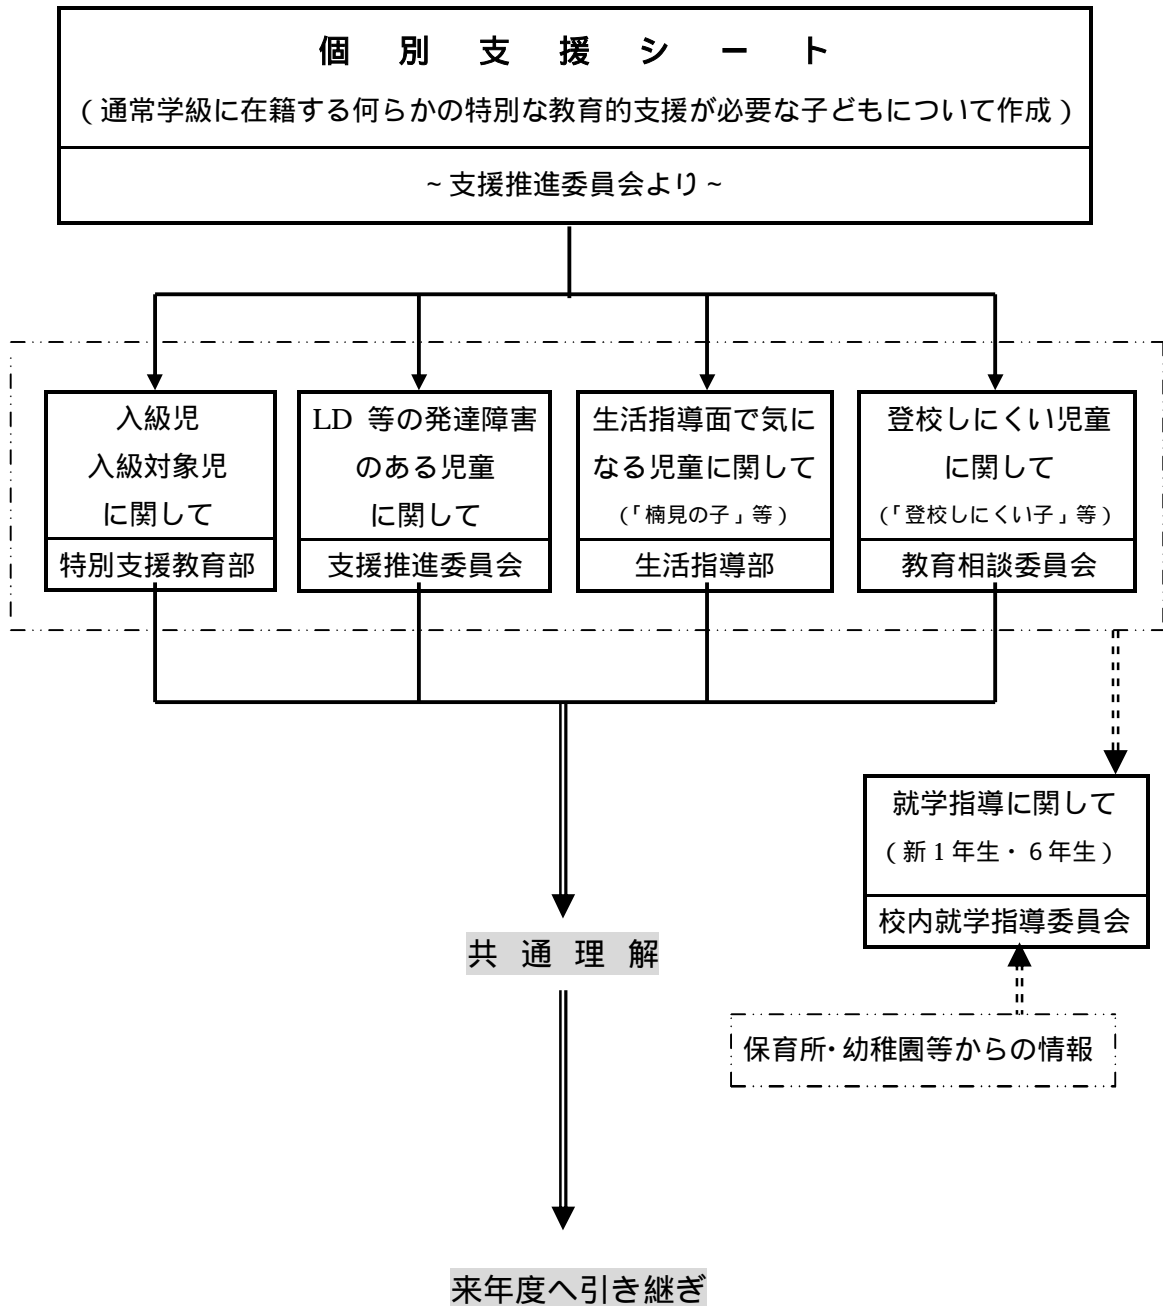 個別支援シート
(通常学級に在籍する何らかの特別な教育的支援が必要な子どもについて作成)
~支援推進委員会より~
入級児
入級対象児
に関して
特別支援教育部
LD 等の発達障害
のある児童
に関して
支援推進委員会
生活指導面で気に
なる児童に関して
(「楠見の子」等)
生活指導部
登校しにくい児童
に関して
(「登校しにくい子」等)
教育相談委員会
就学指導に関して
(新1年生・6年生)
校内就学指導委員会
共通理解
保育所・幼稚園等からの情報
来年度へ引き継ぎ